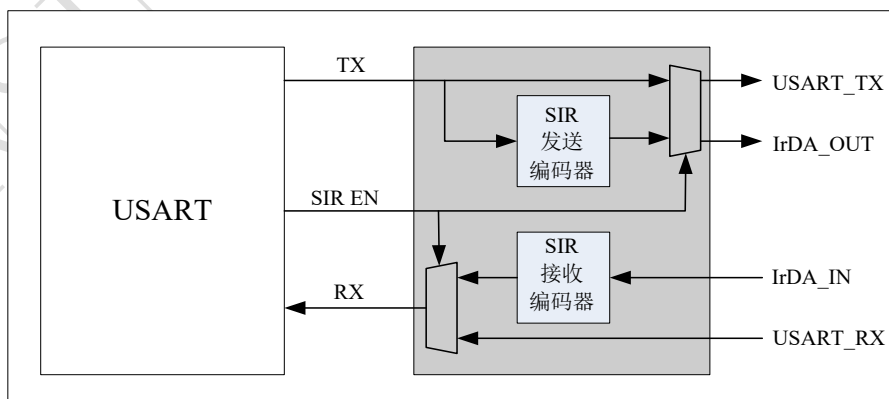 TX
USART_TX
SIR
发送
编码器
IrDA_OUT
USART
SIR EN
SIR
接收
编码器
IrDA_IN
RX
USART_RX